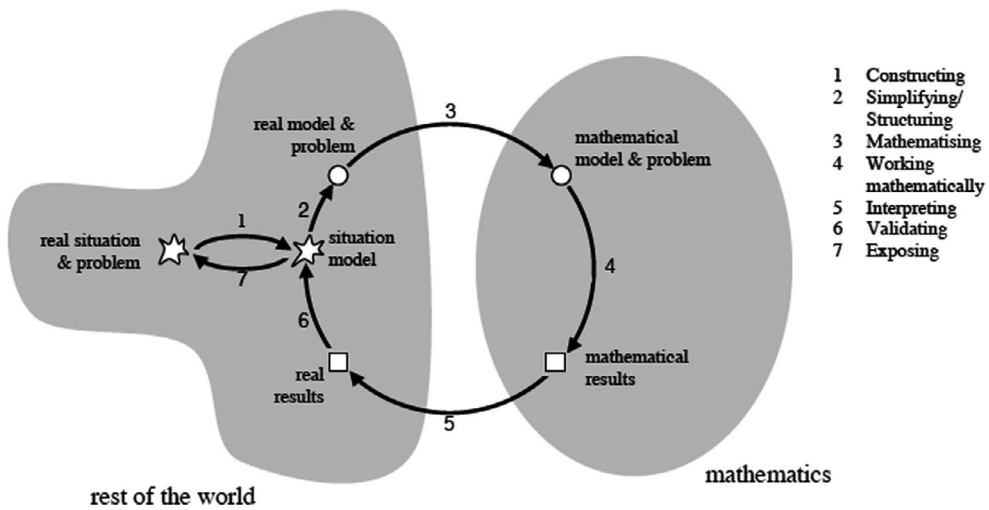 real model &
problem
3
mathematical
model & problem
real situation
& problem
1
2
situation
model
7
4
6
real
results
5
mathematical
results
rest of the world
mathematics
1 Constructing
2 Simplifying/
Structuring
3 Mathematising
4 Working
mathematically
5 Interpreting
6 Validating
7 Exposing